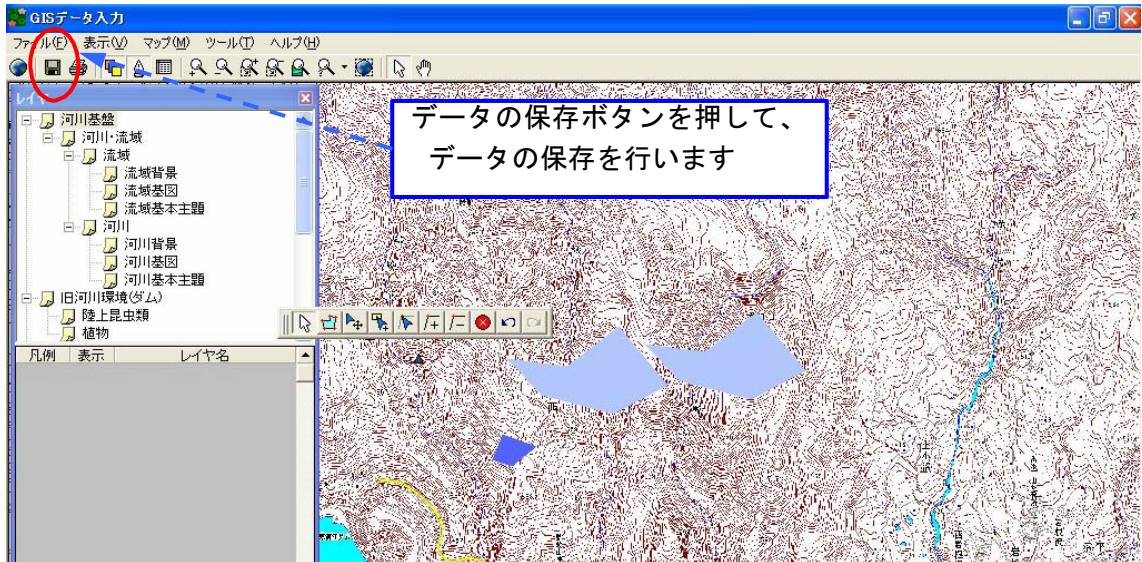 GISデータ入力
ファイル(F) 表示(V) マップ(M) ツール(T) ヘルプ(H)
レイヤ
データの保存ボタンを押して、
データの保存を行います
河川基盤
河川・流域
流域
流域背景
流域基図
流域基本主題
河川
河川背景
河川基図
河川基本主題
旧河川環境(ダム)
陸上昆虫類
植物
凡例 表示 レイヤ名